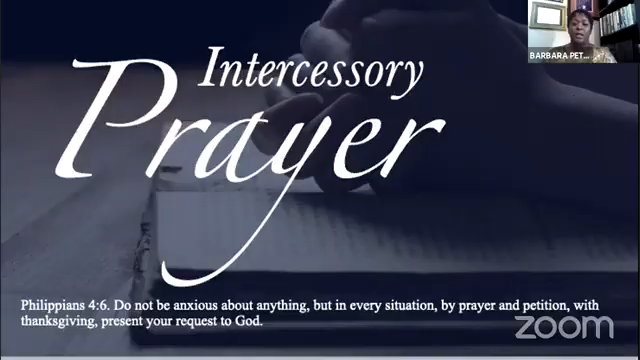 Intercessory
Prayer
BARBARA PET...
Philippians 4:6. Do not be anxious about anything, but in every situation, by prayer and petition, with
thanksgiving, present your request to God.
zoom